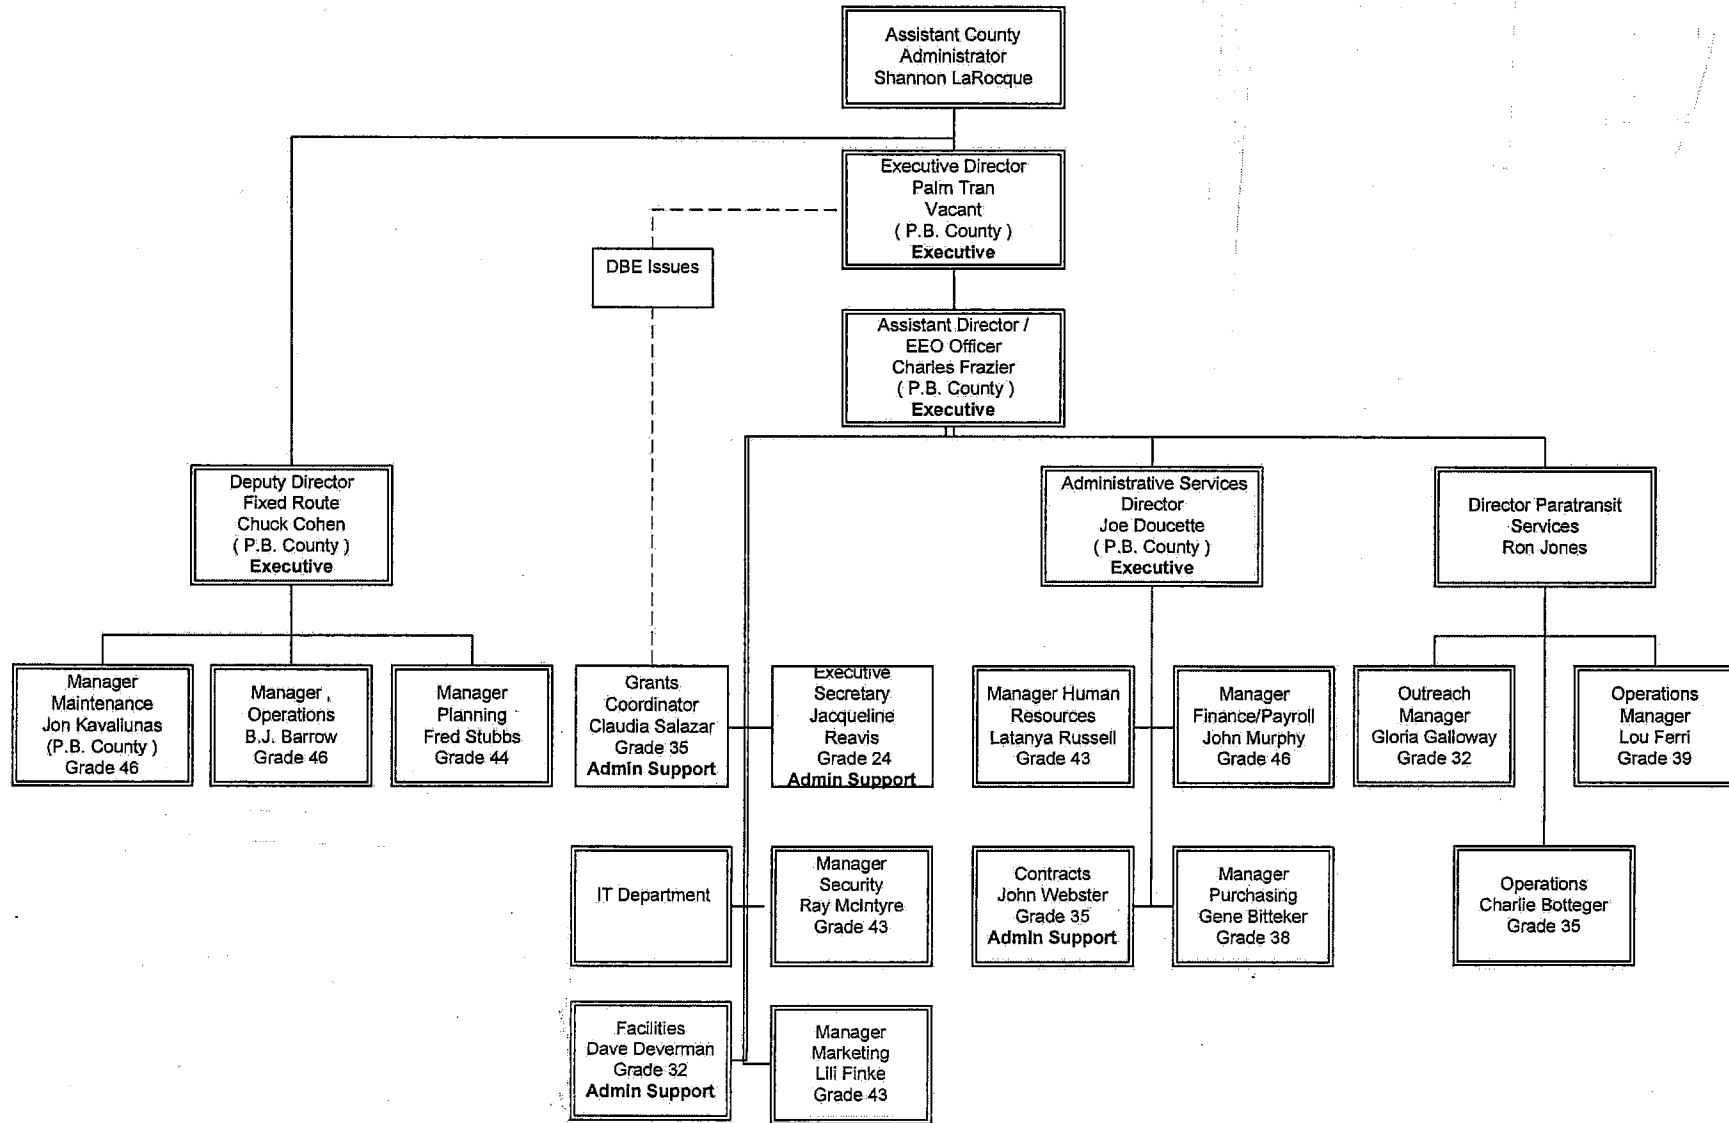 Assistant County
Administrator
Shannon LaRocque
Executive Director
Palm Tran
Vacant
( P.B. County )
Executive
DBE Issues
Assistant Director /
EEO Officer
Charles Frazier
( P.B. County )
Executive
Deputy Director
Fixed Route
Chuck Cohen
( P.B. County )
Executive
Administrative Services
Director
Joe Doucette
( P.B. County )
Executive
Director Paratransit
Services
Ron Jones
Manager
Maintenance
Jon Kavaliunas
(P.B. County )
Grade 46
Manager
Operations
B.J. Barrow
Grade 46
Manager
Planning
Fred Stubbs
Grade 44
Grants
Coordinator
Claudia Salazar
Grade 35
Admin Support
Executive
Secretary
Jacqueline
Reavis
Grade 24
Admin Support
Manager Human
Resources
Latanya Russell
Grade 43
Manager
Finance/Payroll
John Murphy
Grade 46
Outreach
Manager
Gloria Galloway
Grade 32
Operations
Manager
Lou Ferri
Grade 39
IT Department
Manager
Security
Ray McIntyre
Grade 43
Contracts
John Webster
Grade 35
Admin Support
Manager
Purchasing
Gene Bitteker
Grade 38
Operations
Charlie Botteger
Grade 35
Facilities
Dave Deverman
Grade 32
Admin Support
Manager
Marketing
Lili Finke
Grade 43